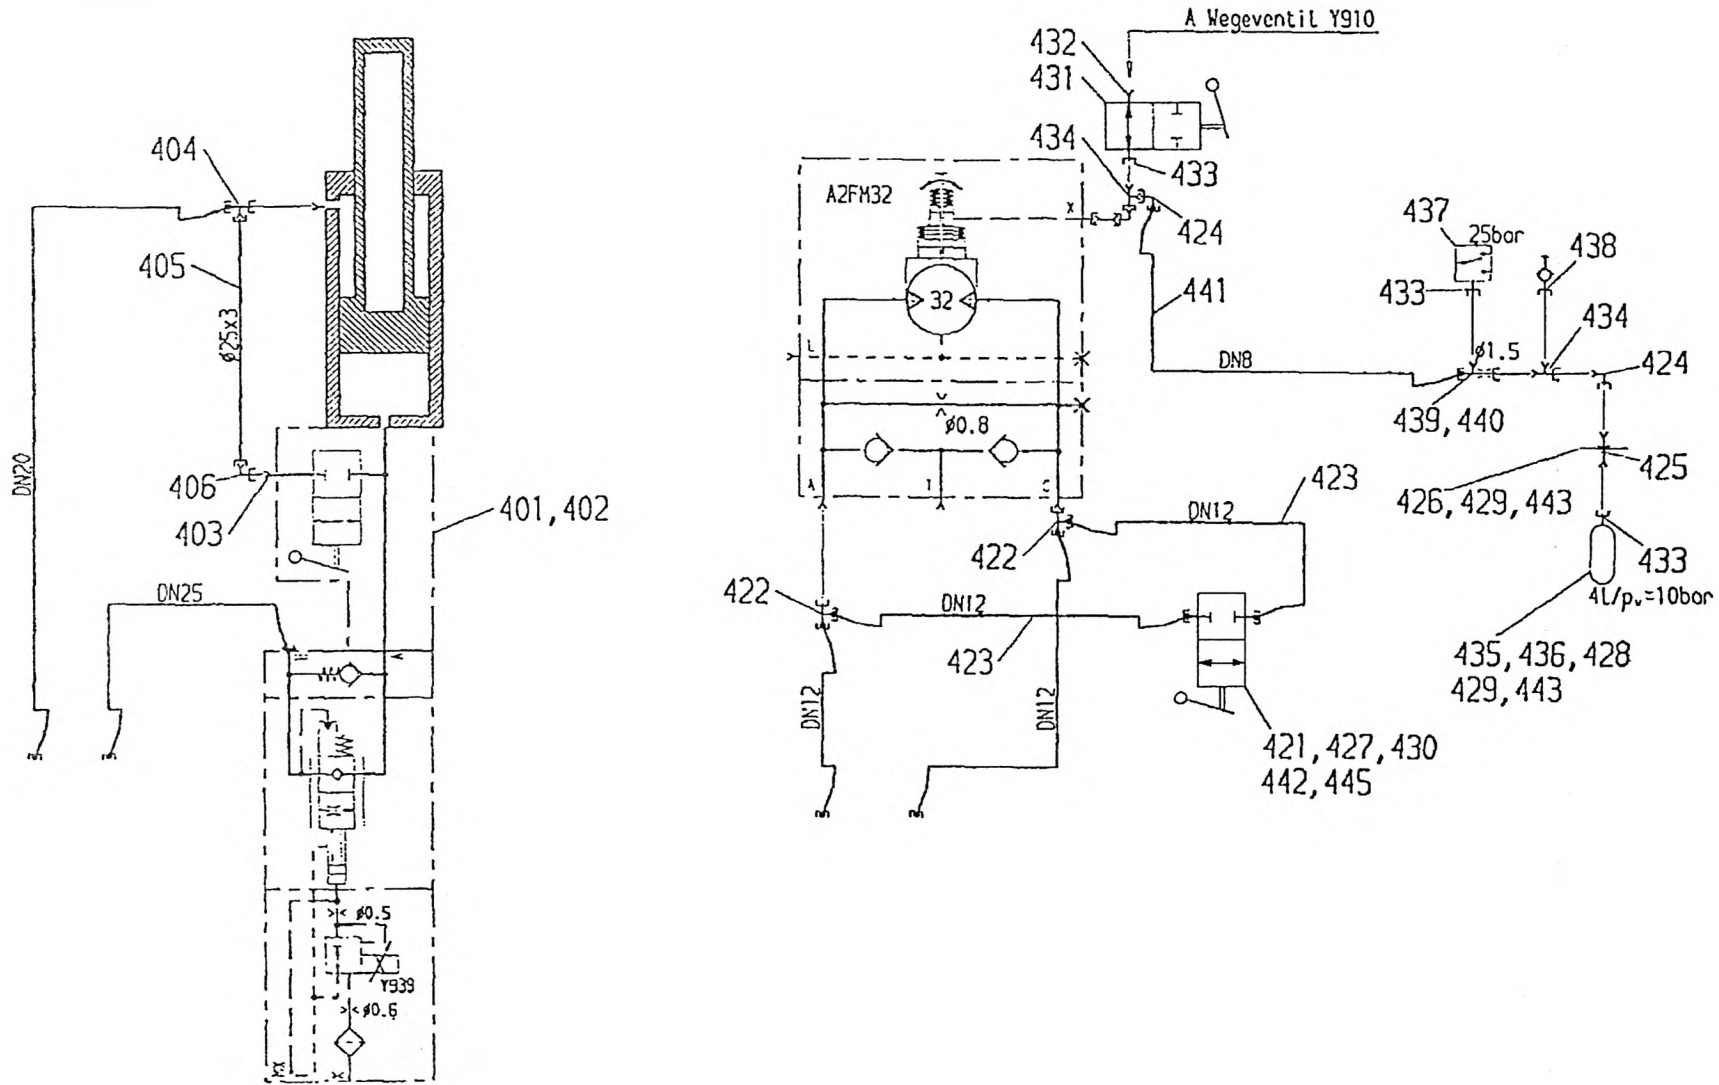 A Wegeventil Y910
432
431
434
433
404
A2FM32
X
424
437
25bar
438
405
441
433
434
32
Ø25x3
L
DN8
Ø1.5
424
439,440
Ø0.8
DN20
406
425
403
401,402
A
T
C
423
426,429,443
DN12
422
433
DN25
422
DN12
4L/pᵥ=10bar
423
435,436,428
429,443
DN12
DN12
421,427,430
442,445
Ø0.5
Y939
Ø0.6
X